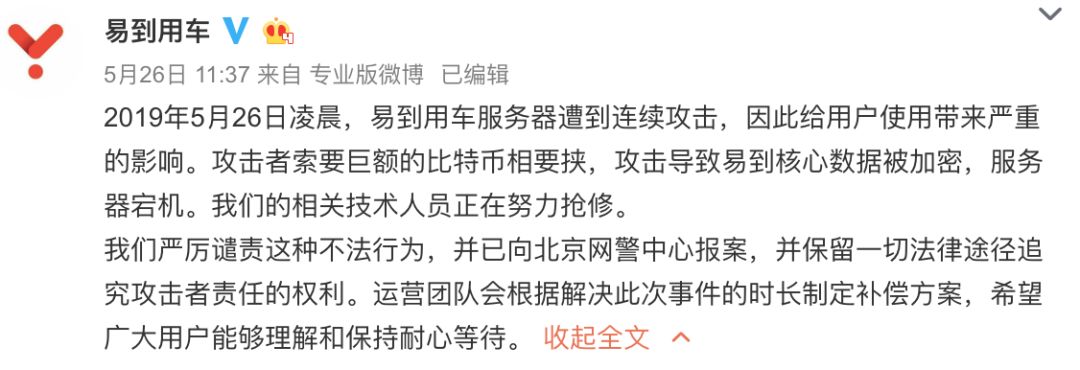 易到用车
4
5月26日 11:37 来自 专业版微博 已编辑
2019年5月26日凌晨，易到用车服务器遭到连续攻击，因此给用户使用带来严重
的影响。攻击者索要巨额的比特币相要挟，攻击导致易到核心数据被加密，服务
器宕机。我们的相关技术人员正在努力抢修。
我们严厉谴责这种不法行为，并已向北京网警中心报案，并保留一切法律途径追
究攻击者责任的权利。运营团队会根据解决此次事件的时长制定补偿方案，希望
广大用户能够理解和保持耐心等待。 收起全文